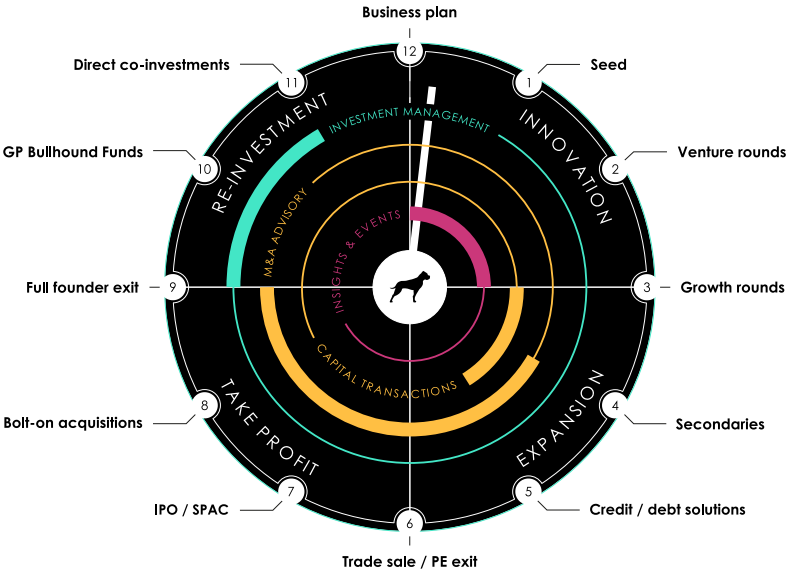 Business plan
12
Direct co-investments
11
1
Seed
RE-INVESTMENT
INVESTMENT MANAGEMENT
INNOVATION
GP Bullhound Funds
10
2
Venture rounds
M&A ADVISORY
INSIGHTS & EVENTS
Full founder exit
9
3
Growth rounds
CAPITAL TRANSACTIONS
TAKE PROFIT
EXPANSION
Bolt-on acquisitions
8
4
Secondaries
IPO / SPAC
7
5
Credit / debt solutions
6
Trade sale / PE exit